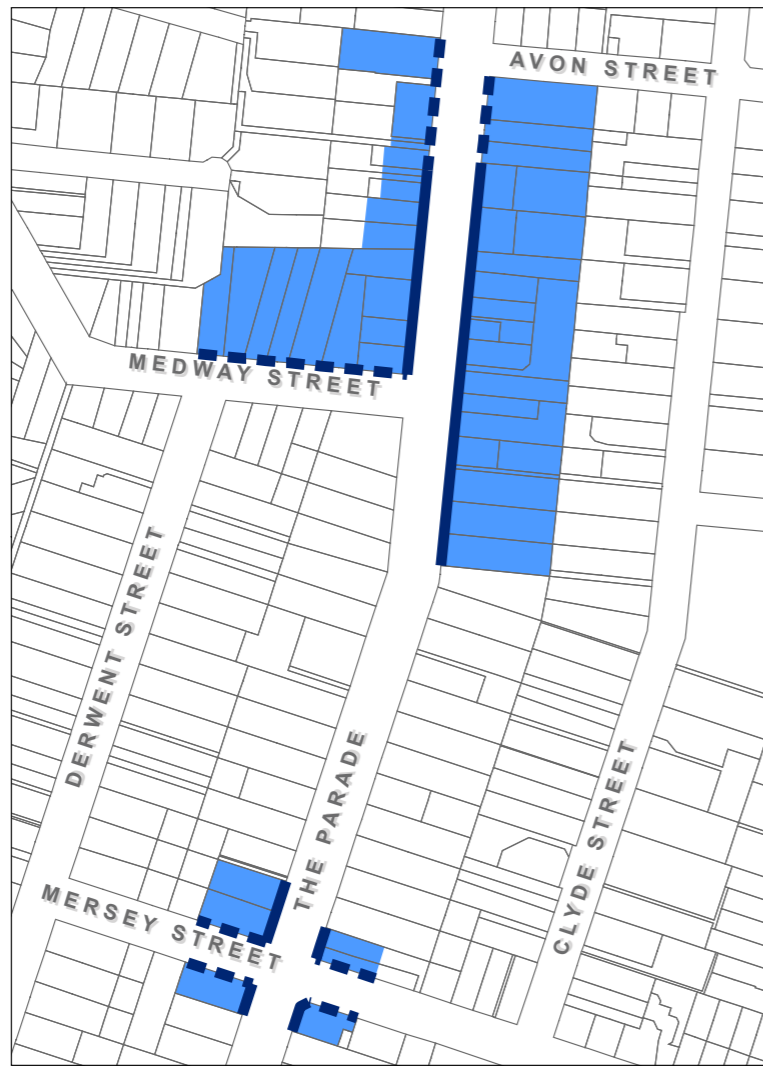 AVON STREET
MEDWAY STREET
DERWENT STREET
THE PARADE
CLYDE STREET
MERSEY STREET